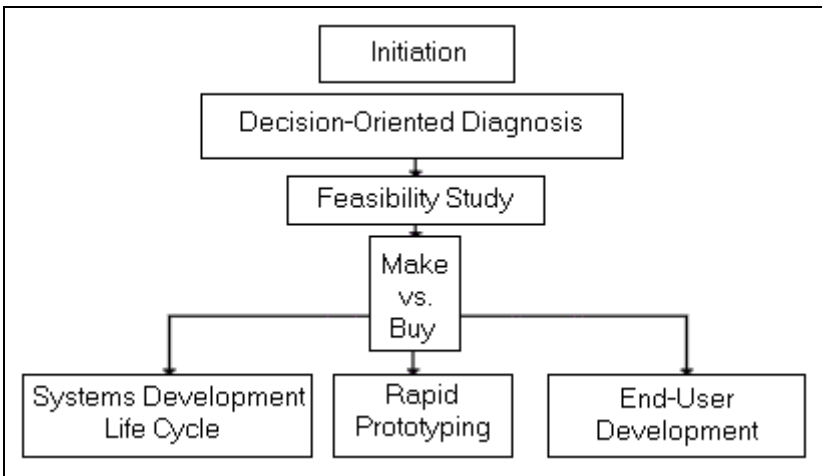 Initiation
Decision-Oriented Diagnosis
Feasibility Study
Make
vs.
Buy
Systems Development
Life Cycle
Rapid
Prototyping
End-User
Development